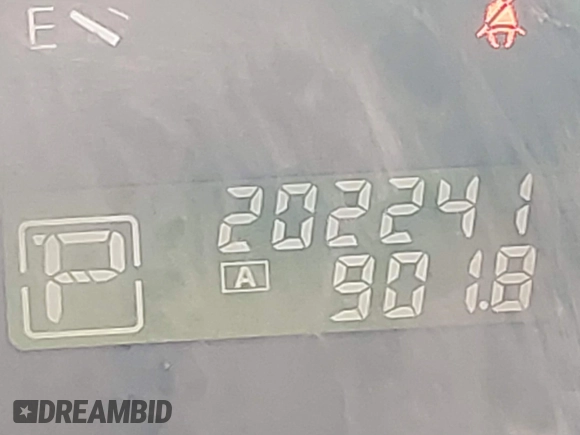 E
202241
P
A 901.8
DREAMBID